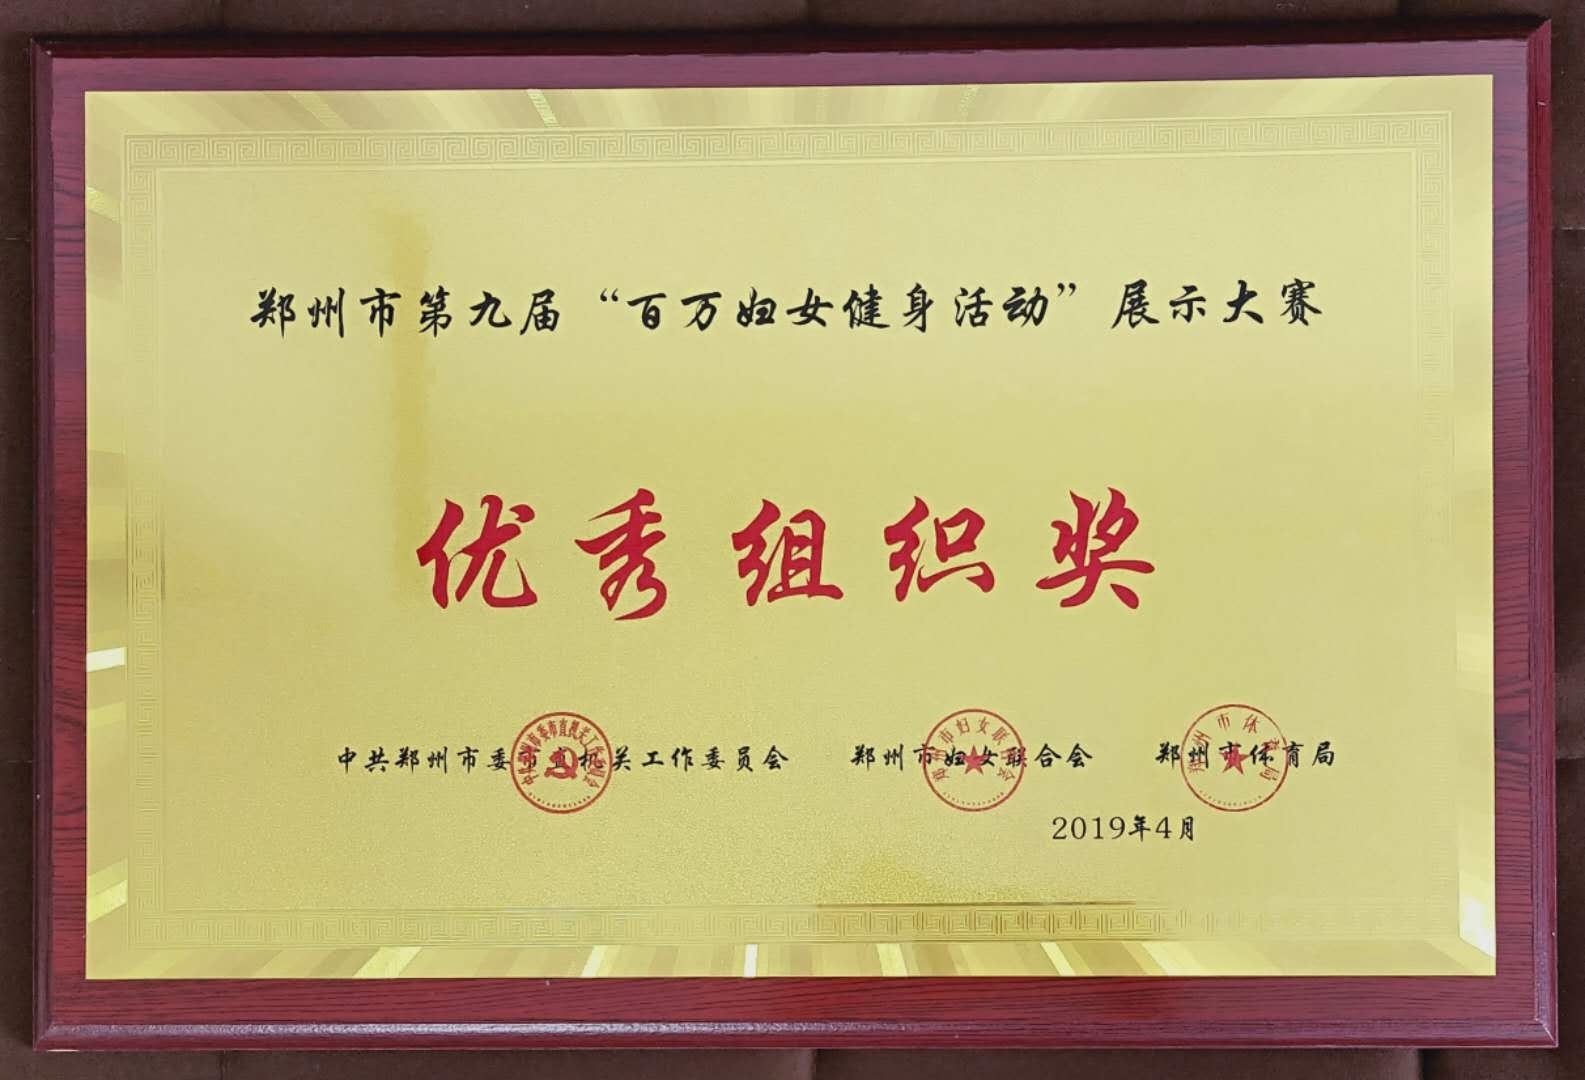 郑州市第九届“百万妇女健身活动”展示大赛
优秀组织奖
中共郑州市委市直机关工作委员会 郑州市妇女联合会 郑州市体育局
2019年4月